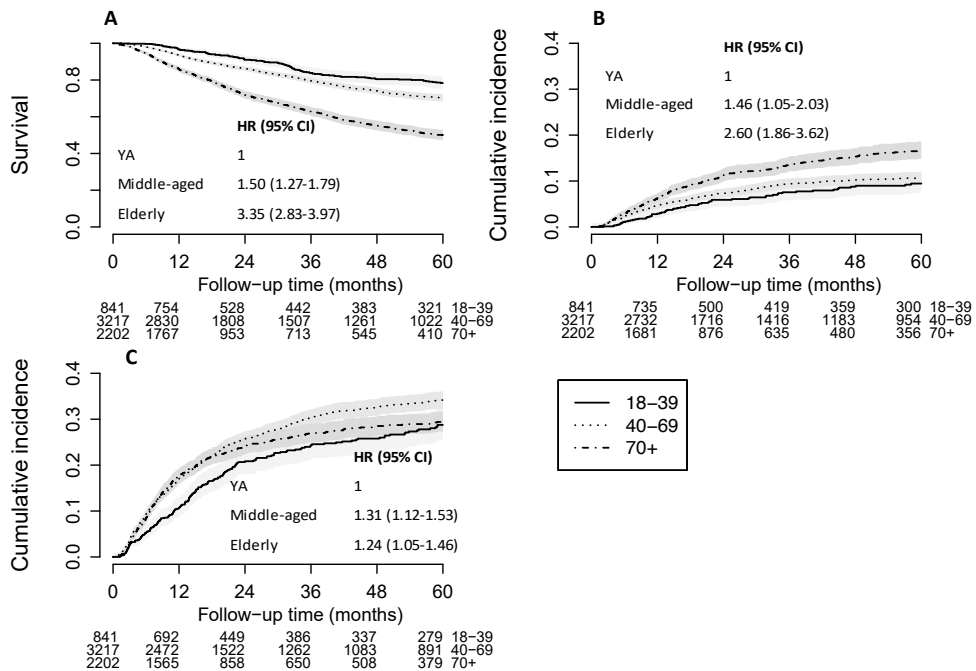 A
Survival
0.0
0.4
0.8
HR (95% CI)
YA 1
Middle-aged 1.50 (1.27-1.79)
Elderly 3.35 (2.83-3.97)
0 12 24 36 48 60
Follow−up time (months)
841 754 528 442 383 321 18−39
3217 2830 1808 1507 1261 1022 40−69
2202 1767 953 713 545 410 70+
B
Cumulative incidence
0.0 0.1 0.2 0.3 0.4
HR (95% CI)
YA 1
Middle-aged 1.46 (1.05-2.03)
Elderly 2.60 (1.86-3.62)
0 12 24 36 48 60
Follow−up time (months)
841 735 500 419 359 300 18−39
3217 2732 1716 1416 1183 954 40−69
2202 1681 876 635 480 356 70+
C
Cumulative incidence
0.0 0.1 0.2 0.3 0.4
HR (95% CI)
YA 1
Middle-aged 1.31 (1.12-1.53)
Elderly 1.24 (1.05-1.46)
0 12 24 36 48 60
Follow−up time (months)
841 692 449 386 337 279 18−39
3217 2472 1522 1262 1083 891 40−69
2202 1565 858 650 508 379 70+
18−39
40−69
70+